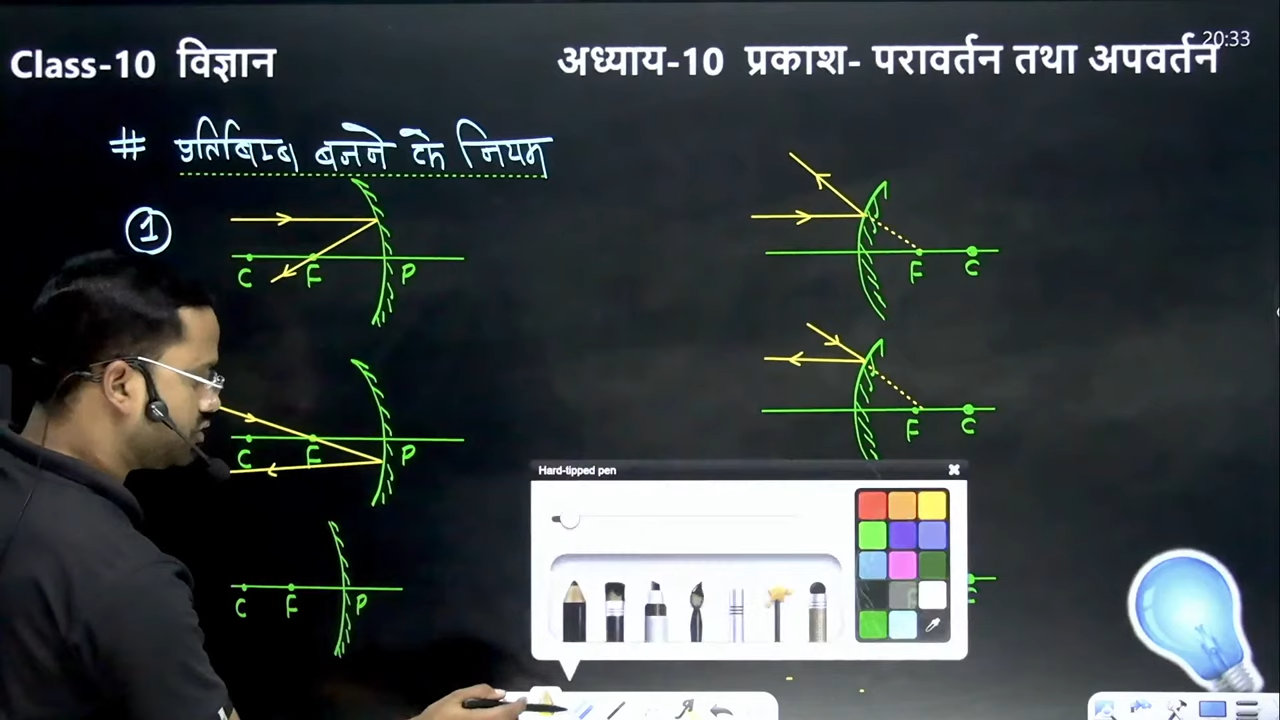 20:33
Class-10 विज्ञान
अध्याय-10 प्रकाश- परावर्तन तथा अपवर्तन
# प्रतिबिम्ब बनने के नियम
1
C F P
F C
C F P
F C
Hard-tipped pen
C F P
C